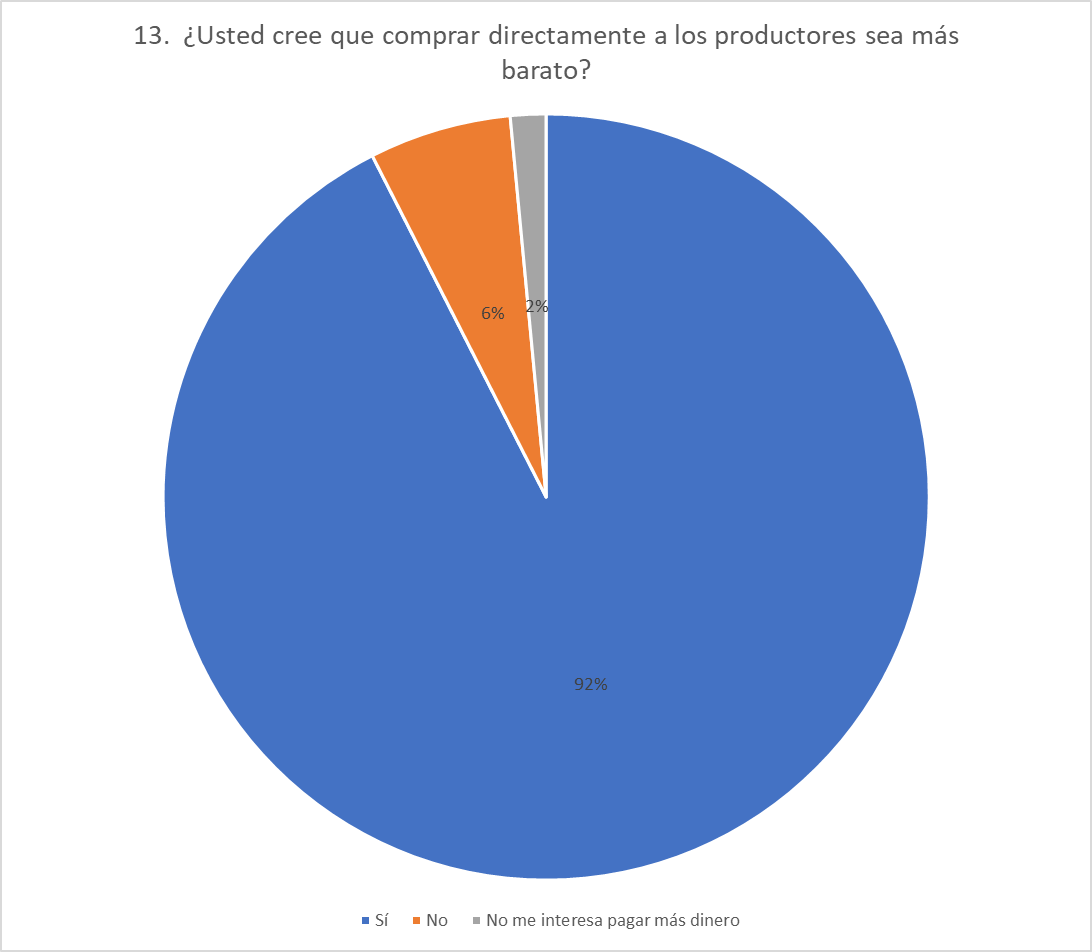 13.  ¿Usted cree que comprar directamente a los productores sea más
barato?
6%
2%
92%
Sí
No
No me interesa pagar más dinero